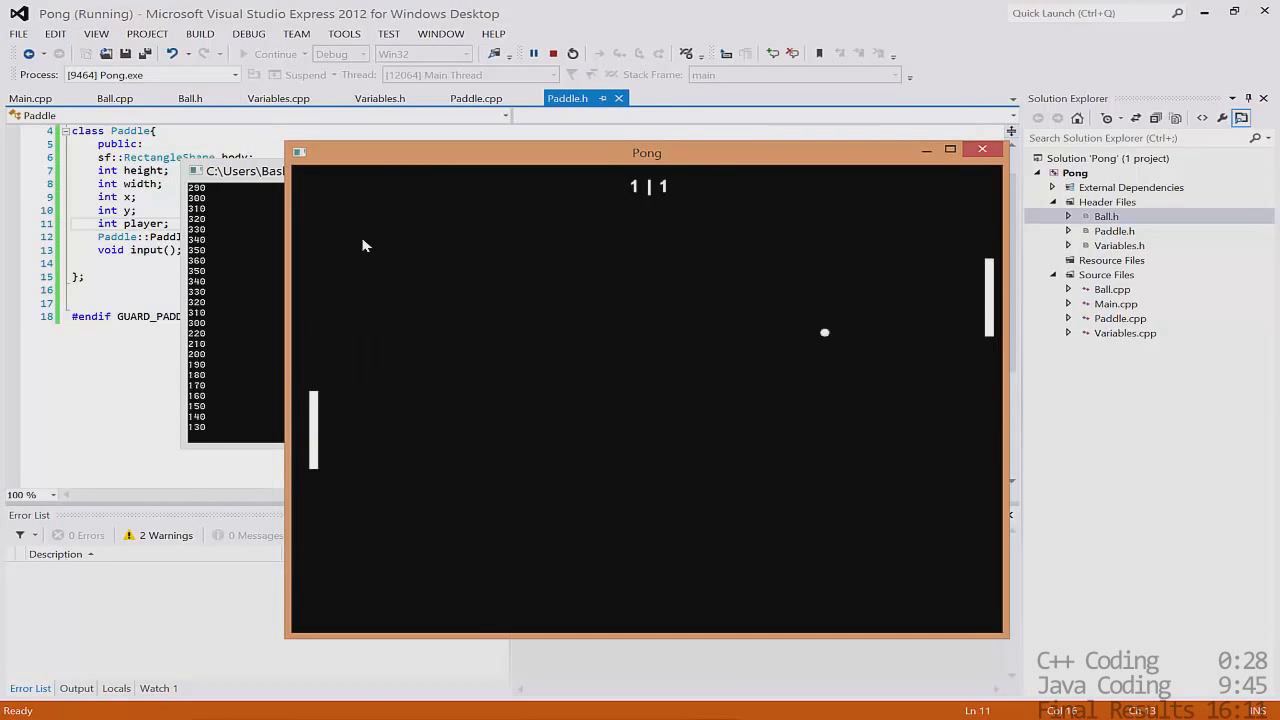 Pong (Running) - Microsoft Visual Studio Express 2012 for Windows Desktop
Quick Launch (Ctrl+Q)
FILE EDIT VIEW PROJECT BUILD DEBUG TEAM TOOLS TEST WINDOW HELP
Continue Debug Win32
Process: [9464] Pong.exe Suspend Thread: [12064] Main Thread Stack Frame: main
Main.cpp Ball.cpp Ball.h Variables.cpp Variables.h Paddle.cpp Paddle.h
Paddle
4 class Paddle{
5 public:
6 sf::RectangleShape body;
7 int height;
8 int width;
9 int x;
10 int y;
11 int player;
12 Paddle::Paddl
13 void input();
14
15 };
16
17
18 #endif GUARD_PADD
100 %
C:\Users\Bas
290
300
310
320
330
340
350
360
350
340
330
320
310
300
220
210
200
190
180
170
160
150
140
130
Pong
1 | 1
Solution Explorer
Search Solution Explorer (Ctrl+;)
Solution 'Pong' (1 project)
Pong
External Dependencies
Header Files
Ball.h
Paddle.h
Variables.h
Resource Files
Source Files
Ball.cpp
Main.cpp
Paddle.cpp
Variables.cpp
Error List
0 Errors 2 Warnings 0 Messages
Description
Error List Output Locals Watch 1
C++ Coding 0:28
Java Coding 9:45
Final Results 16:11
Ready Ln 11 Col 16 Ch 13 INS